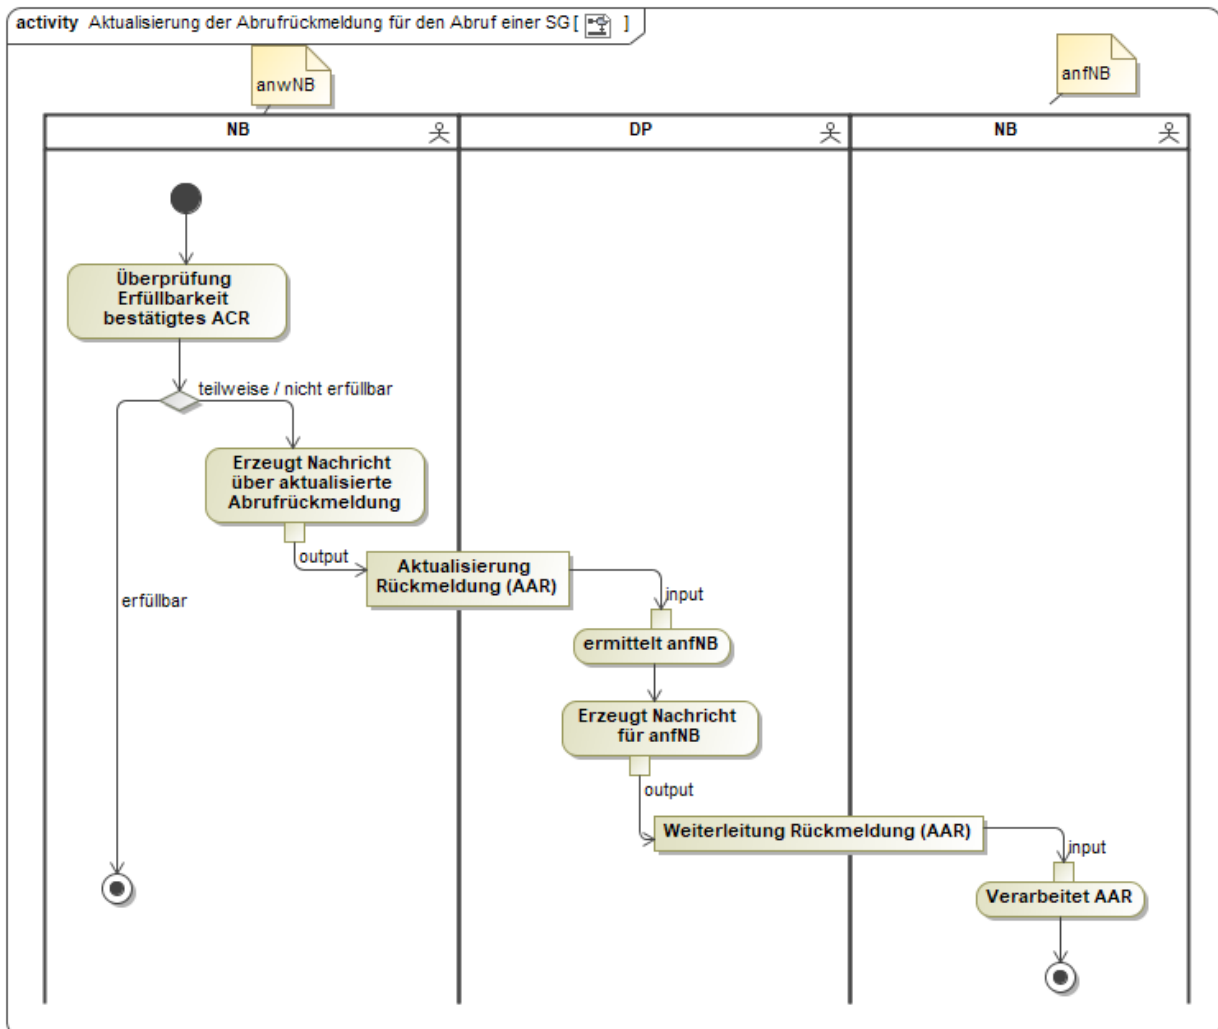 activity Aktualisierung der Abrufrückmeldung für den Abruf einer SG [ ]
anwNB
anfNB
NB
DP
NB
Überprüfung
Erfüllbarkeit
bestätigtes ACR
teilweise / nicht erfüllbar
Erzeugt Nachricht
über aktualisierte
Abrufrückmeldung
output
Aktualisierung
Rückmeldung (AAR)
input
erfüllbar
ermittelt anfNB
Erzeugt Nachricht
für anfNB
output
Weiterleitung Rückmeldung (AAR)
input
Verarbeitet AAR